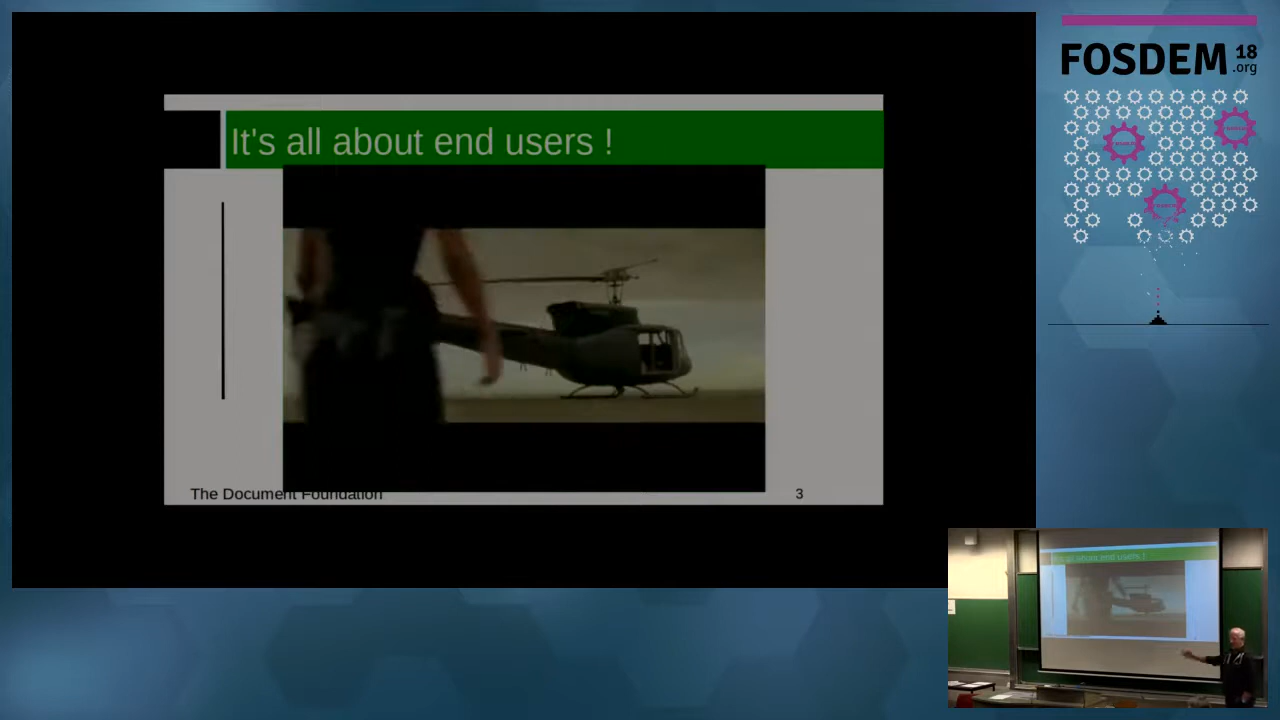 It's all about end users !
The Document Foundation
3
FOSDEM 18
.org